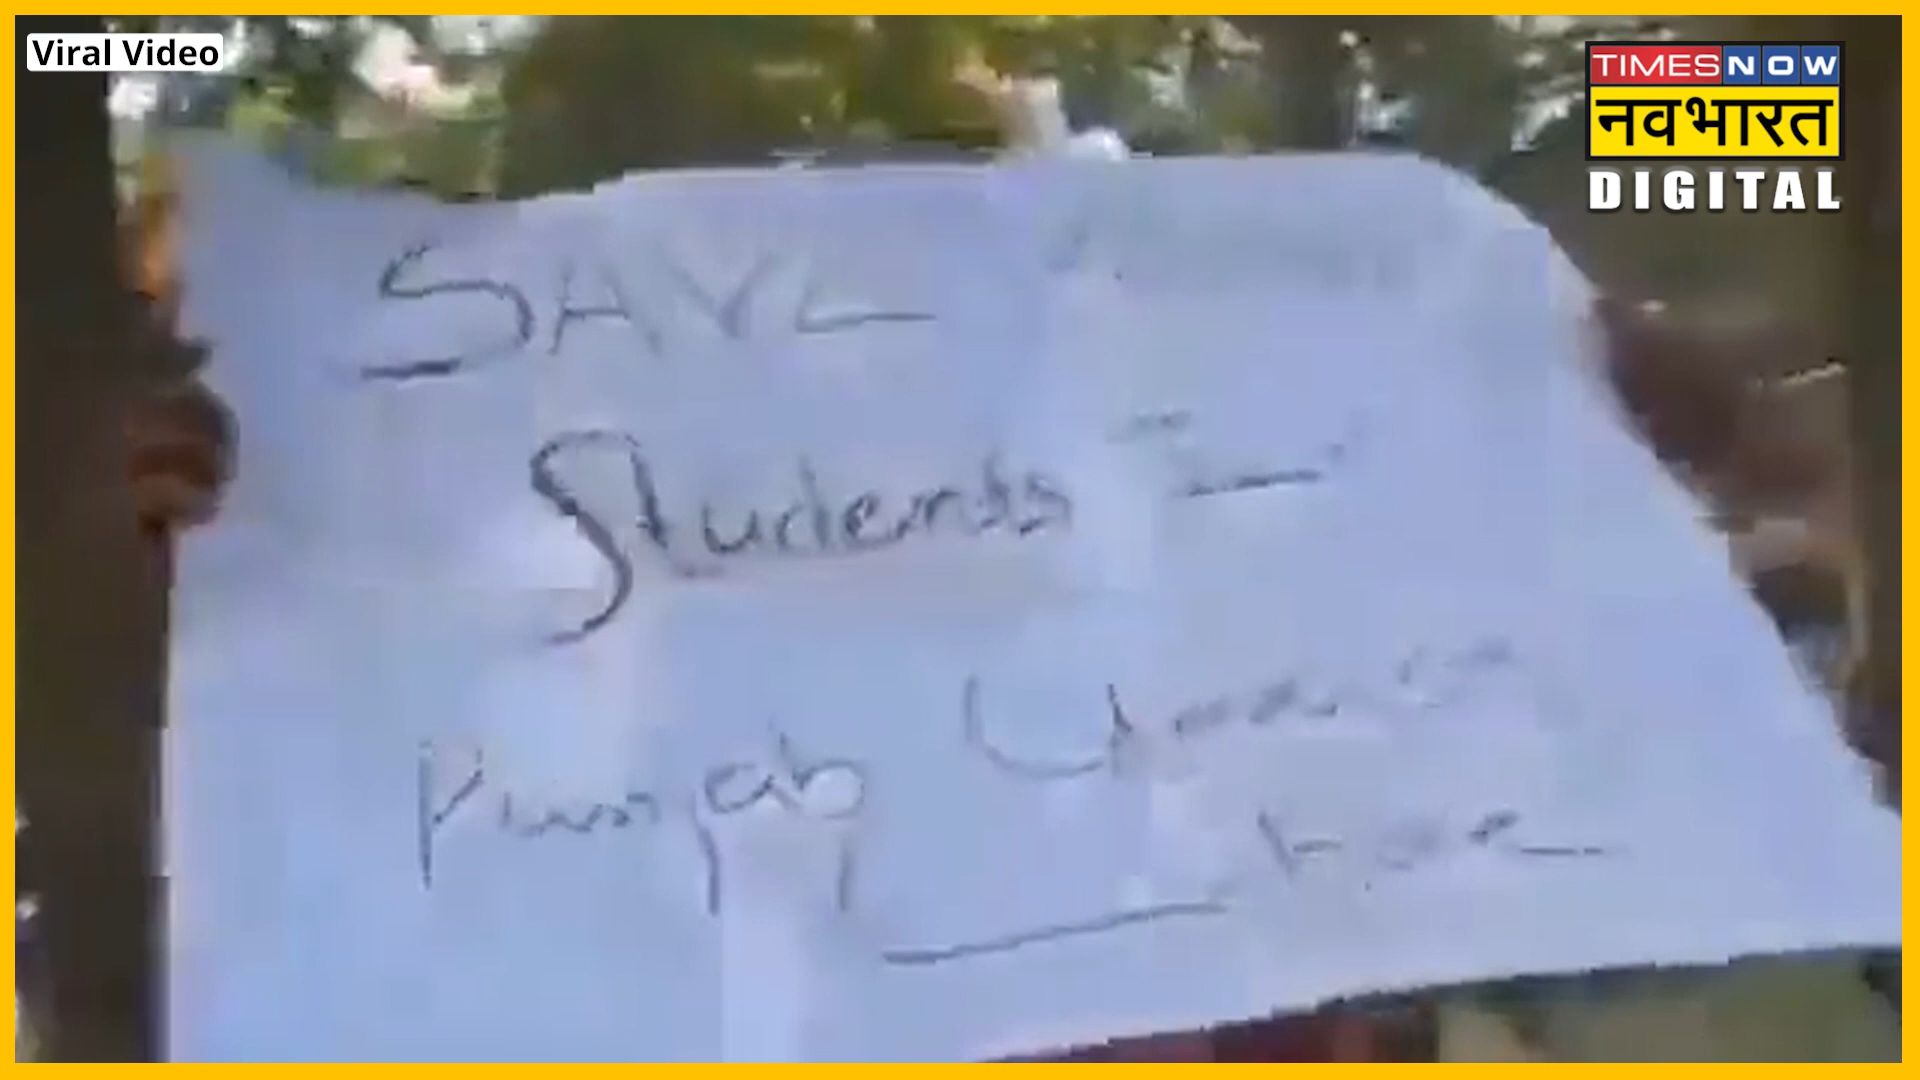 Viral Video
TIMES NOW
नवभारत
DIGITAL
SAVE
Students
Punjab